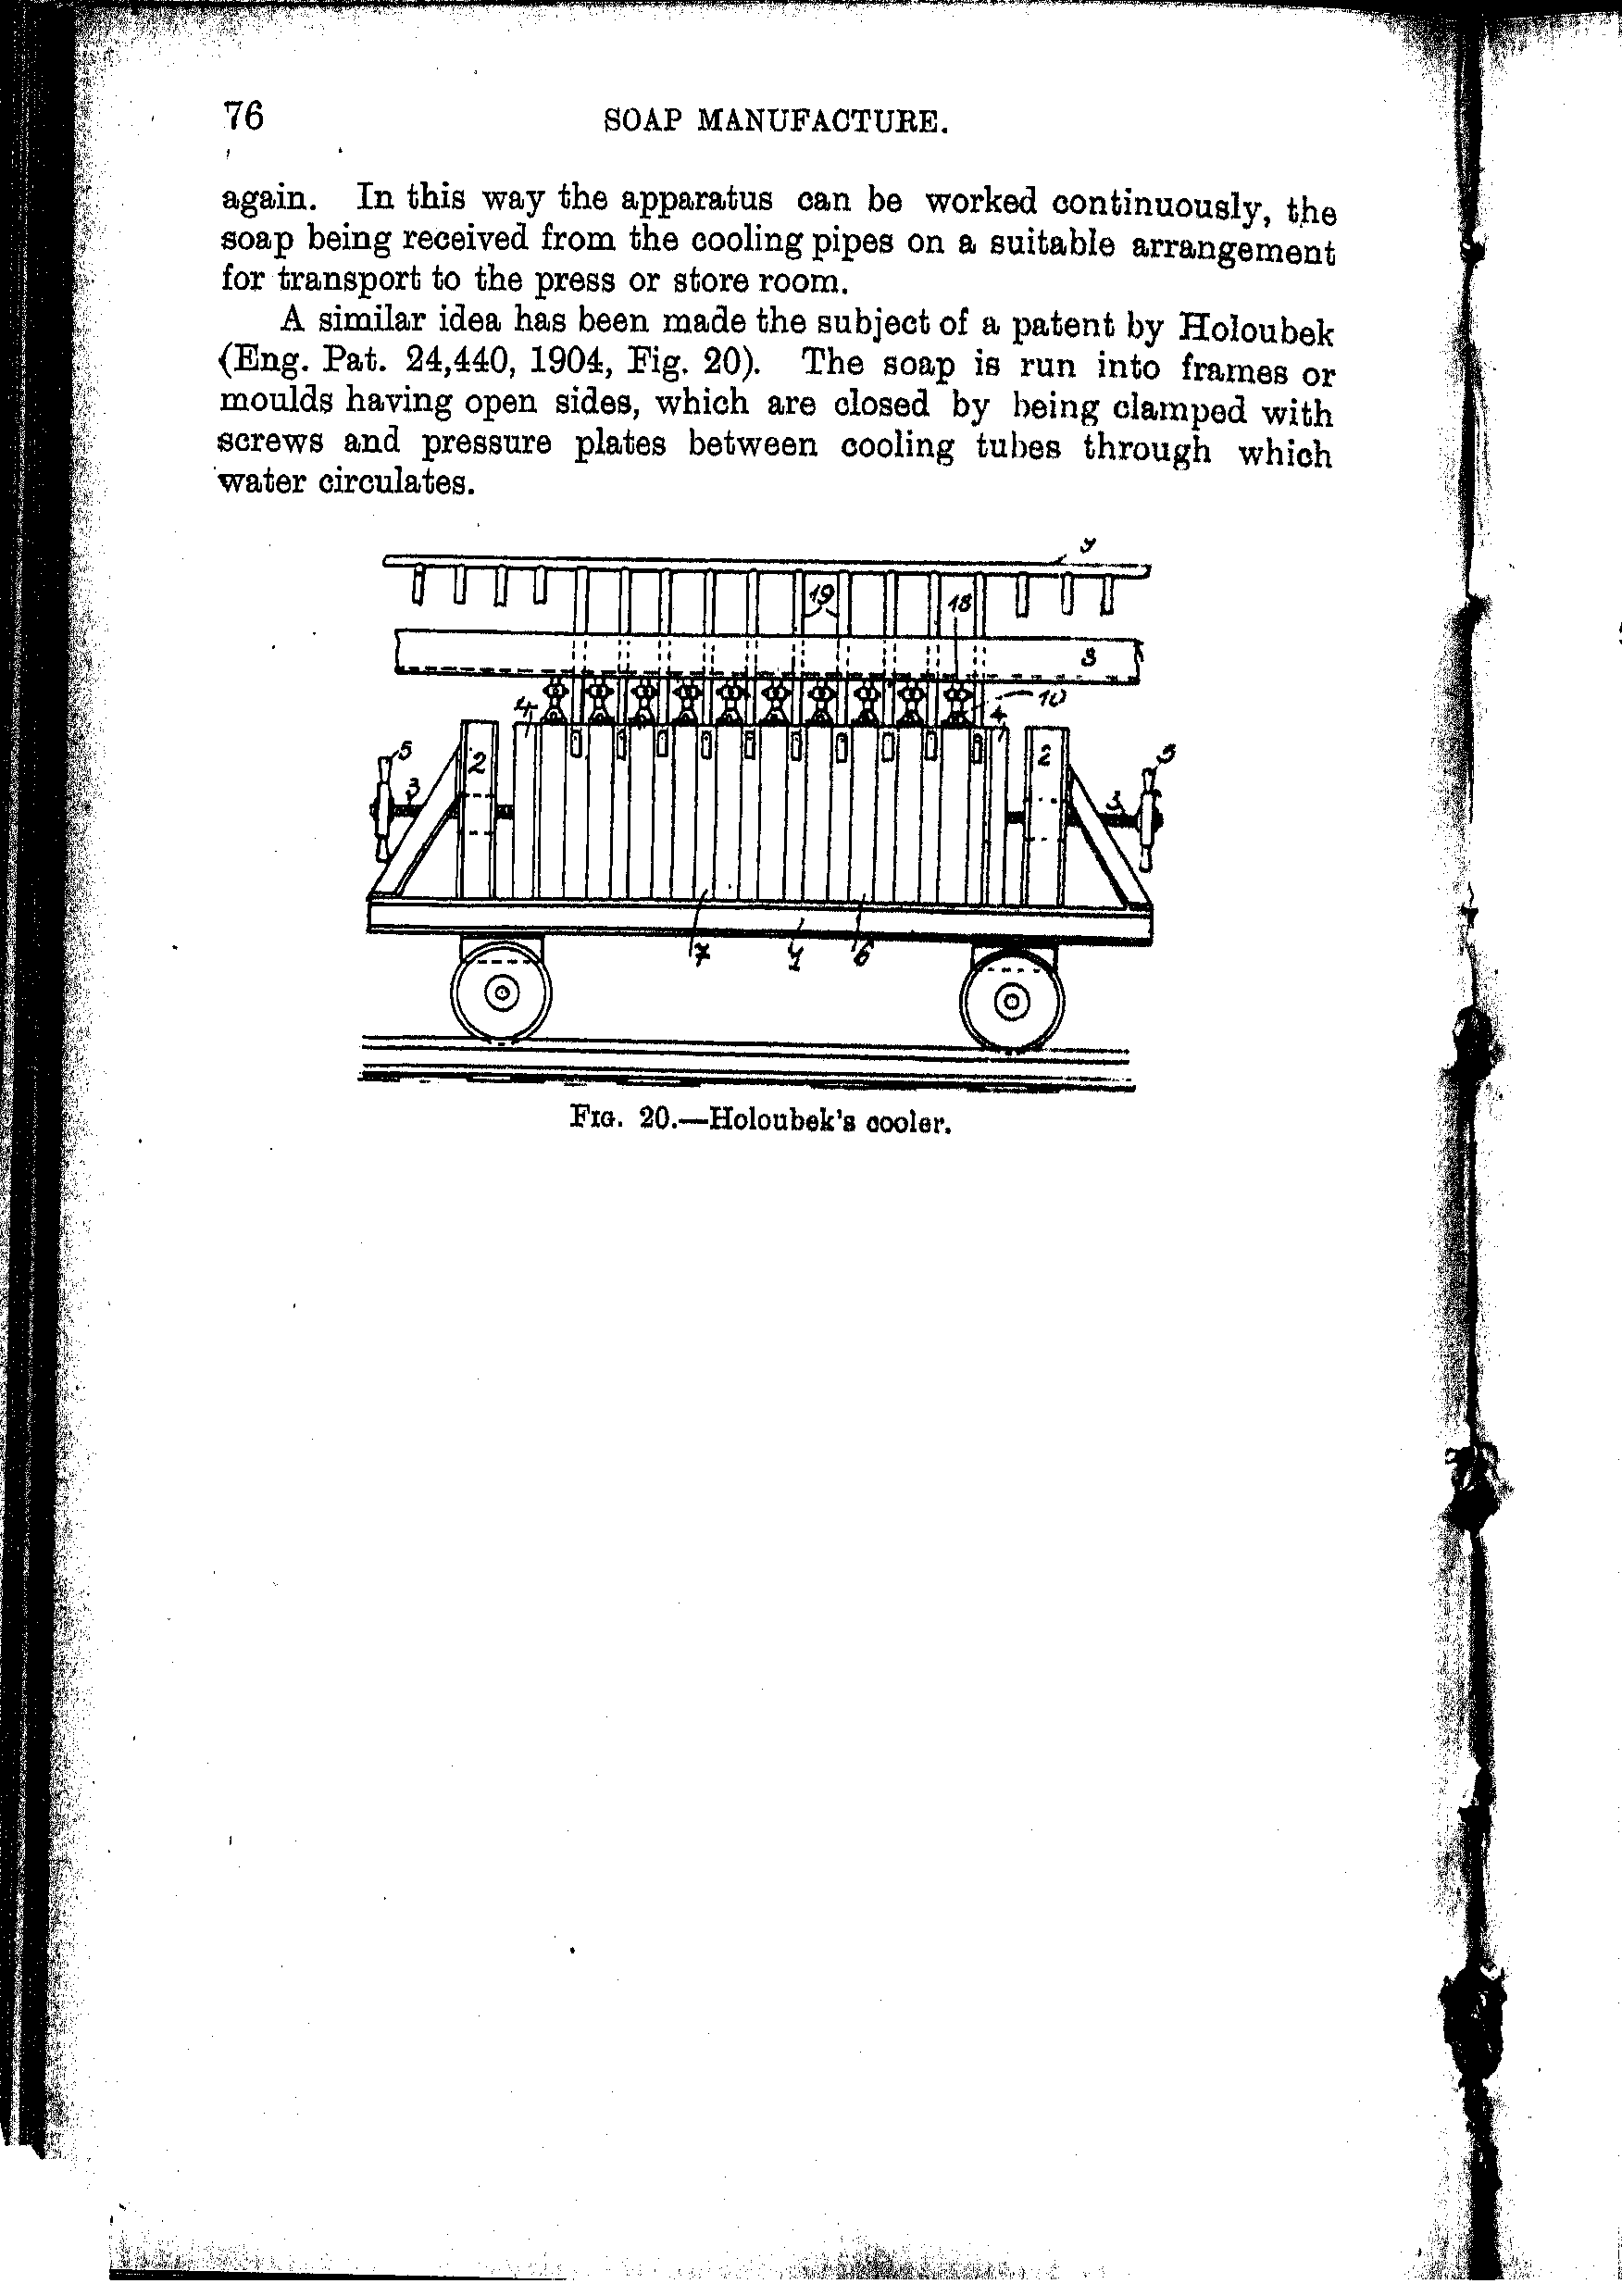 76 SOAP MANUFACTURE.
again. In this way the apparatus can be worked continuously, the
soap being received from the cooling pipes on a suitable arrangement
for transport to the press or store room.
A similar idea has been made the subject of a patent by Holoubek
(Eng. Pat. 24,440, 1904, Fig. 20). The soap is run into frames or
moulds having open sides, which are closed by being clamped with
screws and pressure plates between cooling tubes through which
water circulates.
19
18
8
10
4
4
5
2
2
5
3
3
7
6
FIG. 20.—Holoubek's cooler.